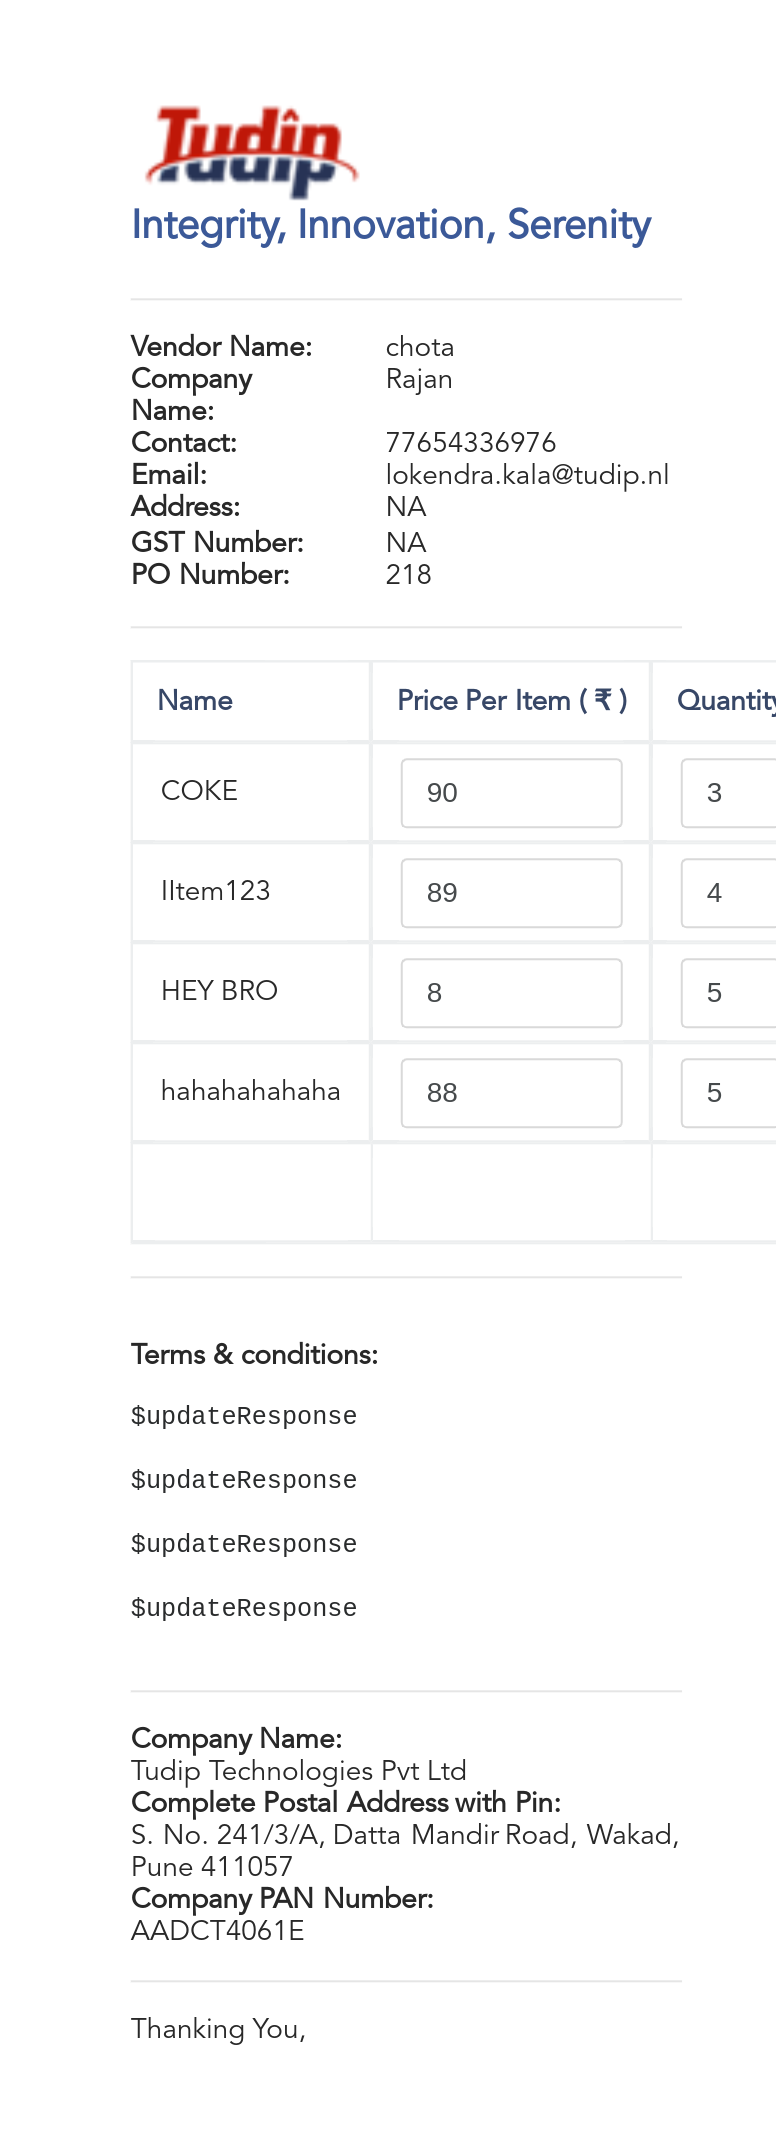 Tudip
Integrity, Innovation, Serenity
Vendor Name: chota
Company Name: Rajan
Contact: 77654336976
Email: lokendra.kala@tudip.nl
Address: NA
GST Number: NA
PO Number: 218
Name Price Per Item ( ₹ ) Quantity
COKE 90 3
IItem123 89 4
HEY BRO 8 5
hahahahahaha 88 5
Terms & conditions:
$updateResponse
$updateResponse
$updateResponse
$updateResponse
Company Name:
Tudip Technologies Pvt Ltd
Complete Postal Address with Pin:
S. No. 241/3/A, Datta Mandir Road, Wakad,
Pune 411057
Company PAN Number:
AADCT4061E
Thanking You,